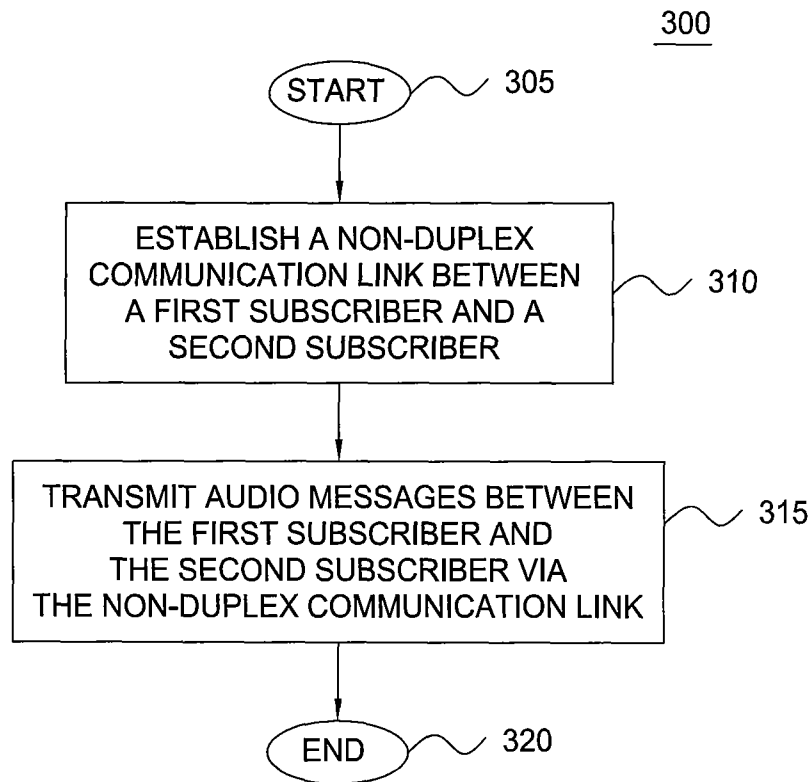 300
START
305
ESTABLISH A NON-DUPLEX
COMMUNICATION LINK BETWEEN
A FIRST SUBSCRIBER AND A
SECOND SUBSCRIBER
310
TRANSMIT AUDIO MESSAGES BETWEEN
THE FIRST SUBSCRIBER AND
THE SECOND SUBSCRIBER VIA
THE NON-DUPLEX COMMUNICATION LINK
315
END
320